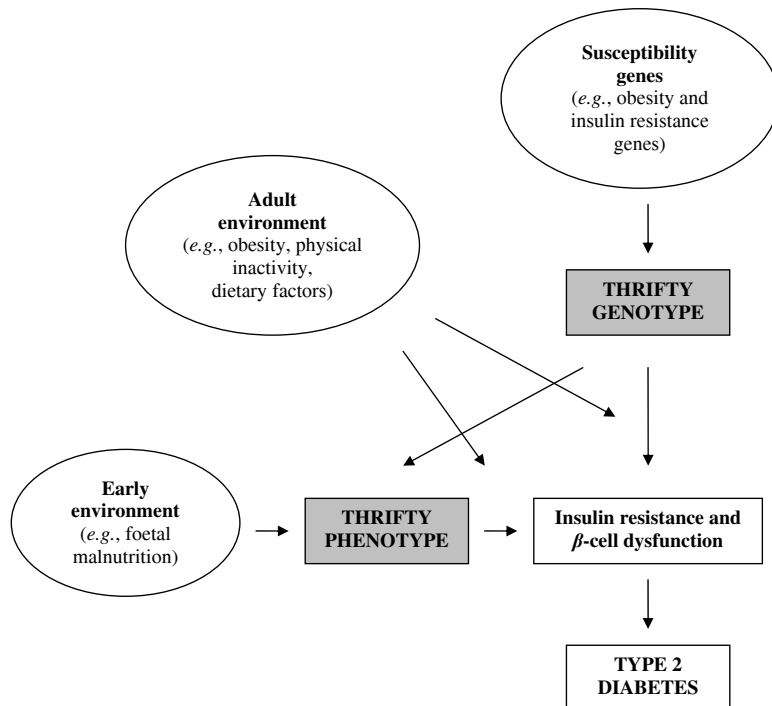 Susceptibility
genes
(e.g., obesity and
insulin resistance
genes)
Adult
environment
(e.g., obesity, physical
inactivity,
dietary factors)
THRIFTY
GENOTYPE
Early
environment
(e.g., foetal
malnutrition)
THRIFTY
PHENOTYPE
Insulin resistance and
β-cell dysfunction
TYPE 2
DIABETES